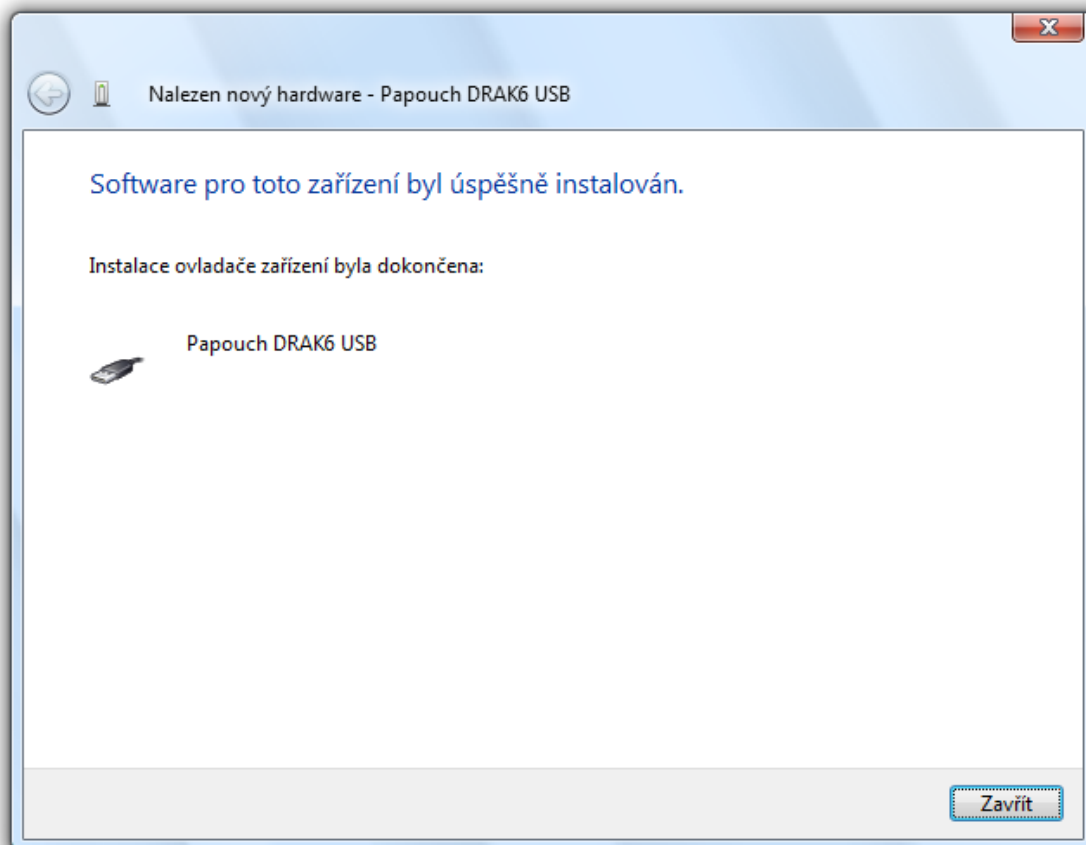 Nalezen nový hardware - Papouch DRAK6 USB
Software pro toto zařízení byl úspěšně instalován.
Instalace ovladače zařízení byla dokončena:
Papouch DRAK6 USB
Zavřít